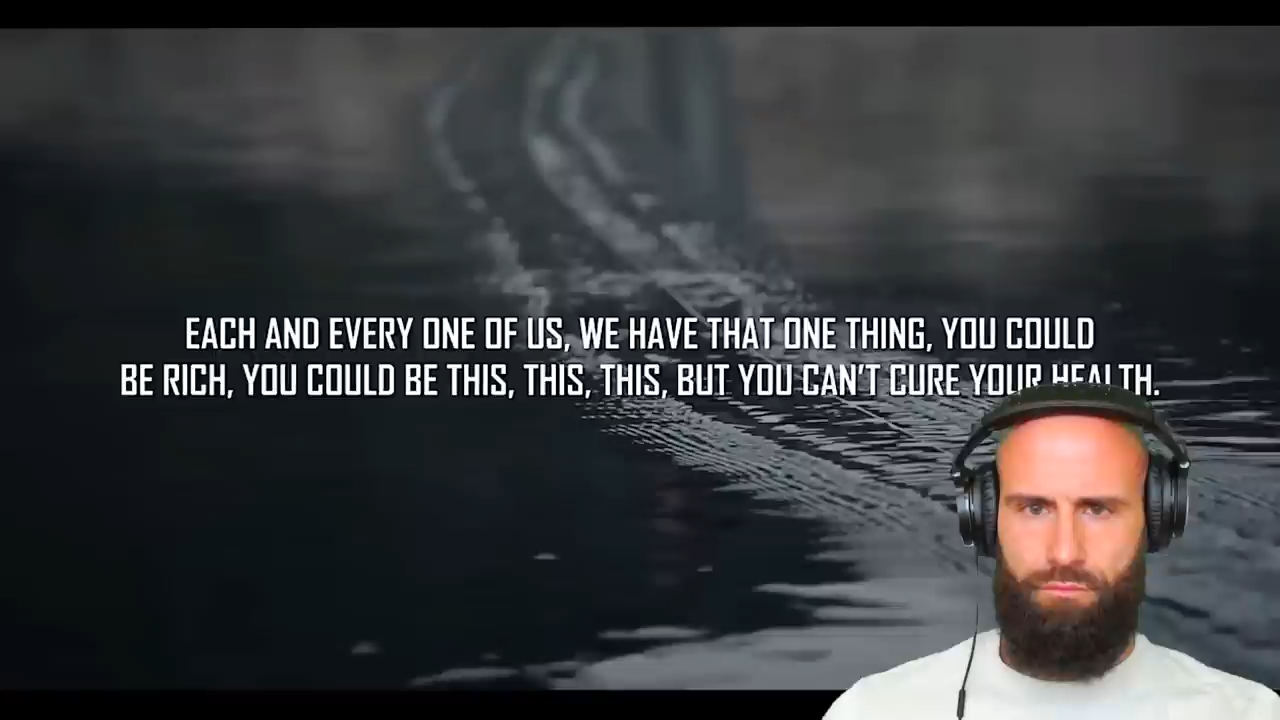 EACH AND EVERY ONE OF US, WE HAVE THAT ONE THING, YOU COULD
BE RICH, YOU COULD BE THIS, THIS, THIS, BUT YOU CAN'T CURE YOUR HEALTH.